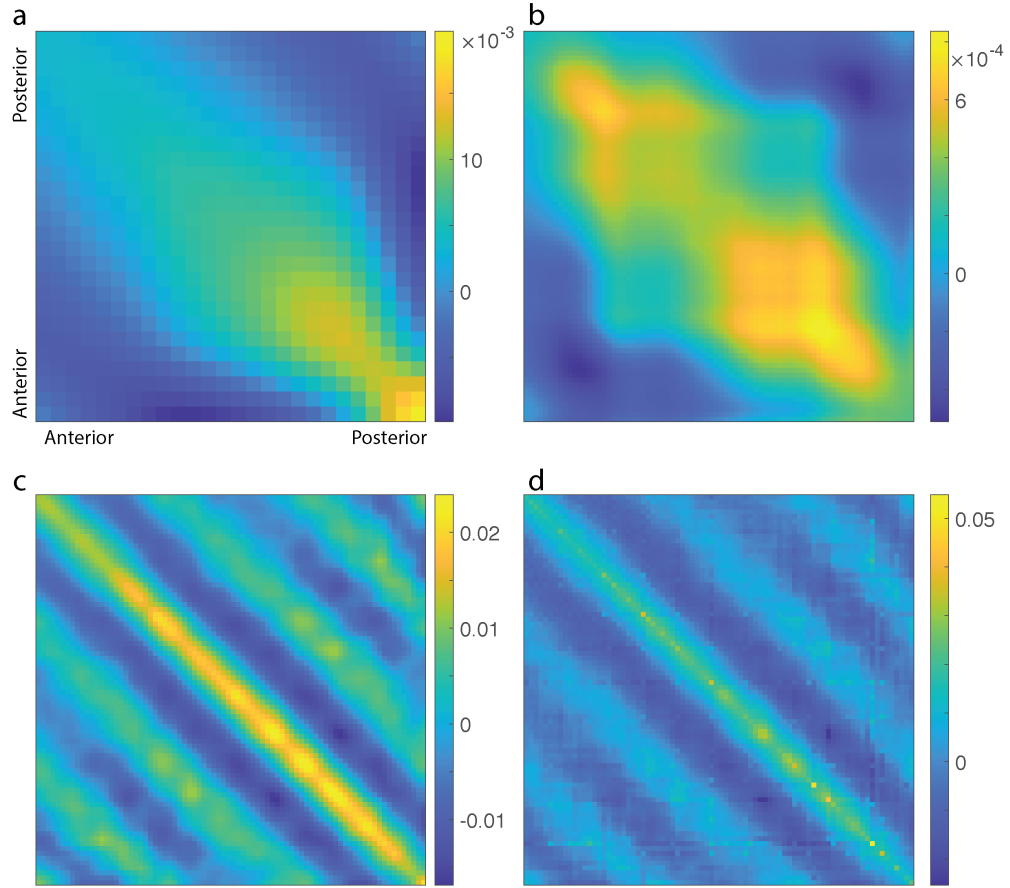 a
×10⁻³
Posterior
10
0
Anterior
Anterior
Posterior
b
×10⁻⁴
6
0
c
0.02
0.01
0
-0.01
d
0.05
0